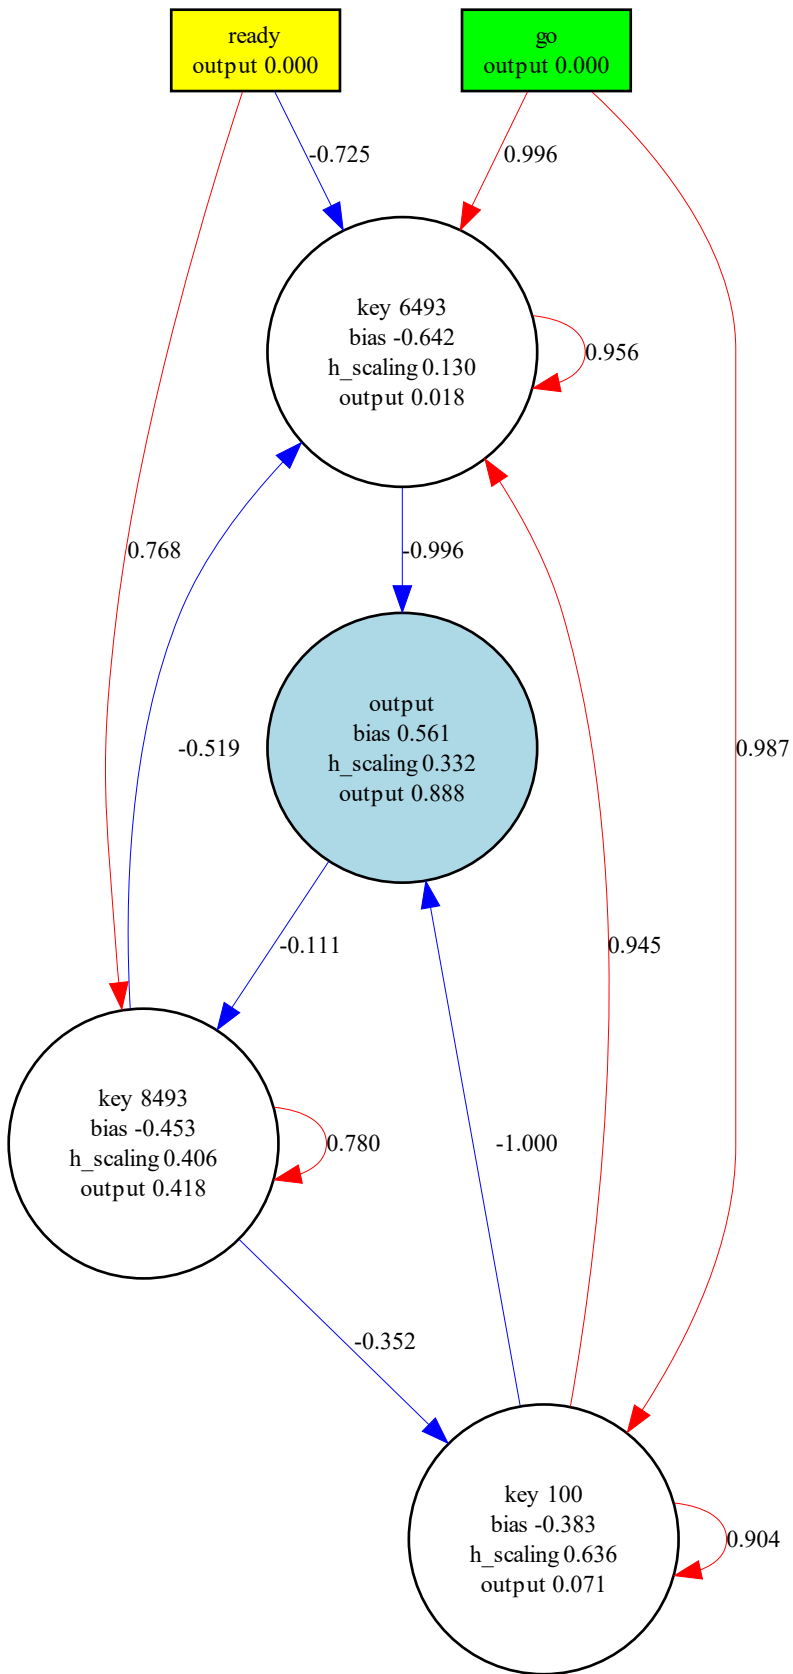 ready
output 0.000
go
output 0.000
-0.725
0.996
key 6493
bias -0.642
h_scaling 0.130
output 0.018
0.956
0.768
-0.996
output
bias 0.561
h_scaling 0.332
output 0.888
-0.519
0.987
-0.111
0.945
key 8493
bias -0.453
h_scaling 0.406
output 0.418
0.780
-1.000
-0.352
key 100
bias -0.383
h_scaling 0.636
output 0.071
0.904